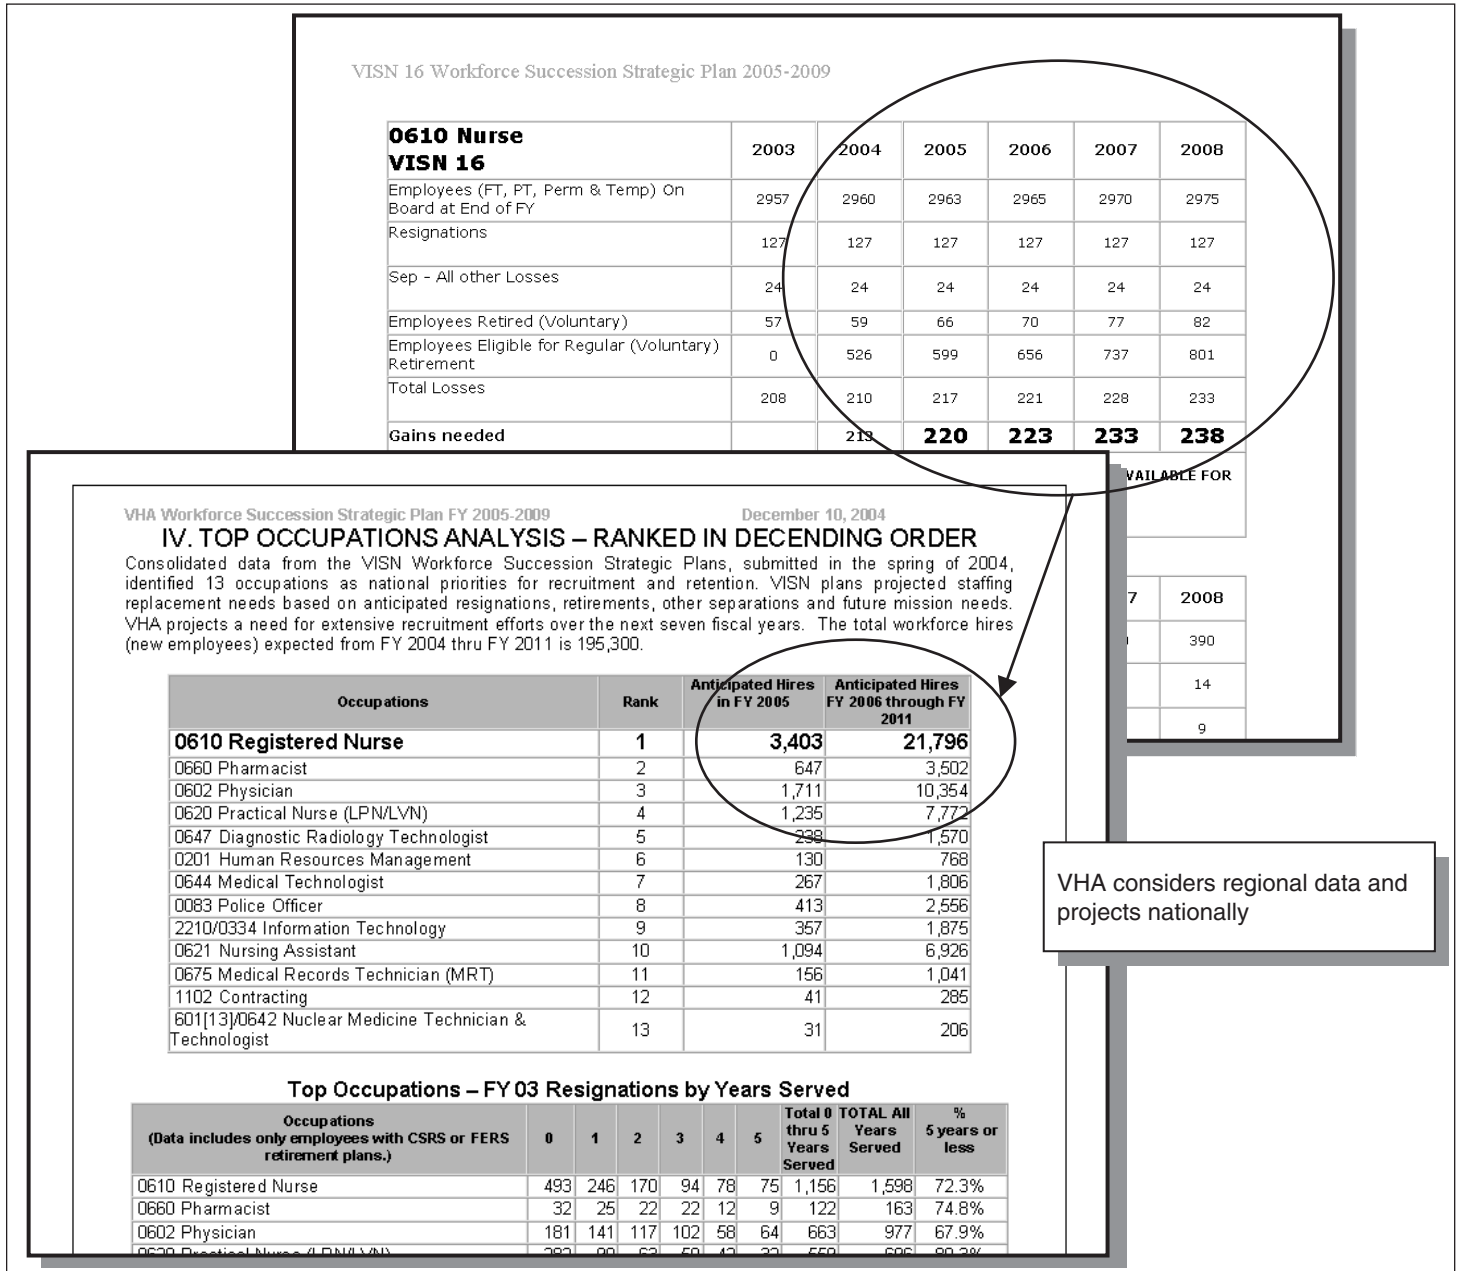 VISN 16 Workforce Succession Strategic Plan 2005-2009
0610 Nurse
VISN 16
2003 2004 2005 2006 2007 2008
Employees (FT, PT, Perm & Temp) On
Board at End of FY
2957 2960 2963 2965 2970 2975
Resignations
127 127 127 127 127 127
Sep - All other Losses
24 24 24 24 24 24
Employees Retired (Voluntary) 57 59 66 70 77 82
Employees Eligible for Regular (Voluntary)
Retirement
0 526 599 656 737 801
Total Losses
208 210 217 221 228 233
Gains needed 213 220 223 233 238
VAILABLE FOR
7 2008
390
14
9
VHA Workforce Succession Strategic Plan FY 2005-2009 December 10, 2004
IV. TOP OCCUPATIONS ANALYSIS – RANKED IN DECENDING ORDER
Consolidated data from the VISN Workforce Succession Strategic Plans, submitted in the spring of 2004,
identified 13 occupations as national priorities for recruitment and retention. VISN plans projected staffing
replacement needs based on anticipated resignations, retirements, other separations and future mission needs.
VHA projects a need for extensive recruitment efforts over the next seven fiscal years. The total workforce hires
(new employees) expected from FY 2004 thru FY 2011 is 195,300.
Occupations Rank Anticipated Hires in FY 2005 Anticipated Hires FY 2006 through FY 2011
0610 Registered Nurse 1 3,403 21,796
0660 Pharmacist 2 647 3,502
0602 Physician 3 1,711 10,354
0620 Practical Nurse (LPN/LVN) 4 1,235 7,772
0647 Diagnostic Radiology Technologist 5 238 1,570
0201 Human Resources Management 6 130 768
0644 Medical Technologist 7 267 1,806
0083 Police Officer 8 413 2,556
2210/0334 Information Technology 9 357 1,875
0621 Nursing Assistant 10 1,094 6,926
0675 Medical Records Technician (MRT) 11 156 1,041
1102 Contracting 12 41 285
601[13]/0642 Nuclear Medicine Technician &
Technologist
13 31 206
VHA considers regional data and
projects nationally
Top Occupations – FY 03 Resignations by Years Served
Occupations
(Data includes only employees with CSRS or FERS
retirement plans.)
0 1 2 3 4 5 Total 0 thru 5 Years Served TOTAL All Years Served % 5 years or less
0610 Registered Nurse 493 246 170 94 78 75 1,156 1,598 72.3%
0660 Pharmacist 32 25 22 22 12 9 122 163 74.8%
0602 Physician 181 141 117 102 58 64 663 977 67.9%